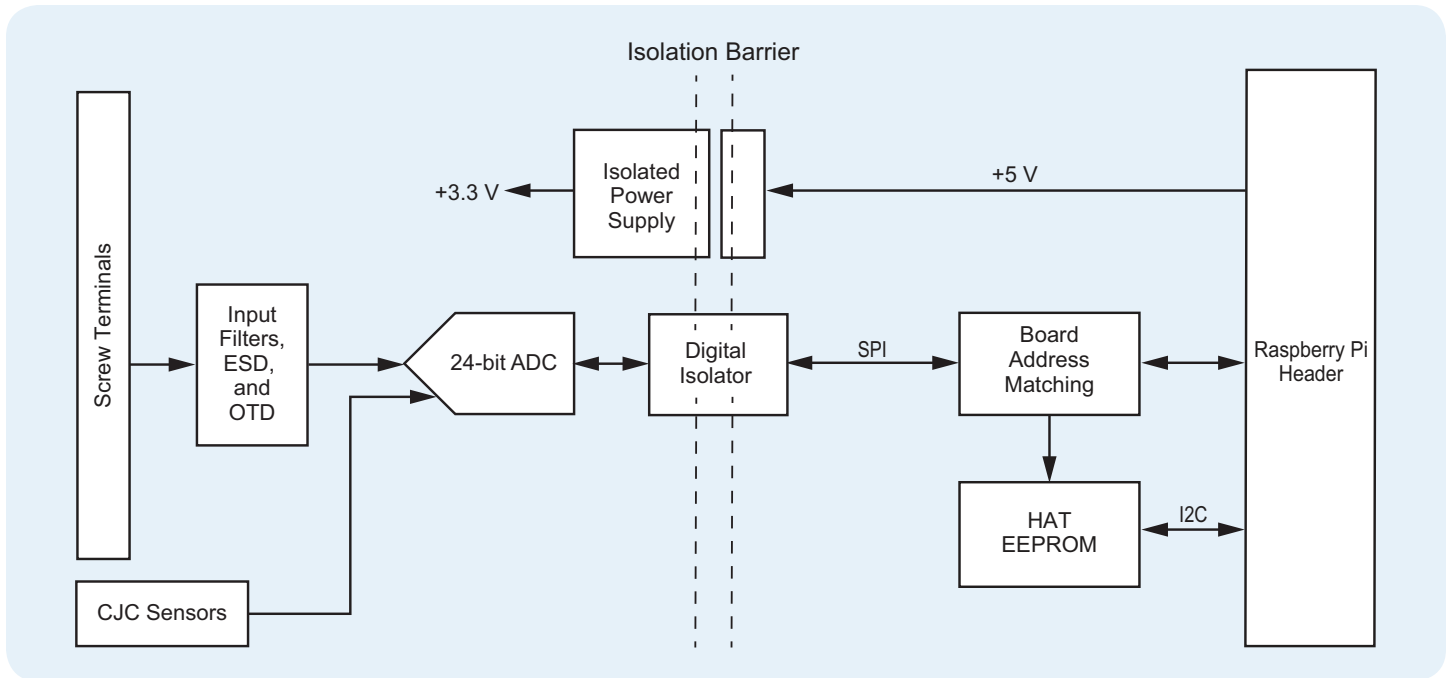 Isolation Barrier
Screw Terminals
+3.3 V
Isolated
Power
Supply
+5 V
Input
Filters,
ESD,
and
OTD
24-bit ADC
Digital
Isolator
SPI
Board
Address
Matching
Raspberry Pi
Header
HAT
EEPROM
I2C
CJC Sensors